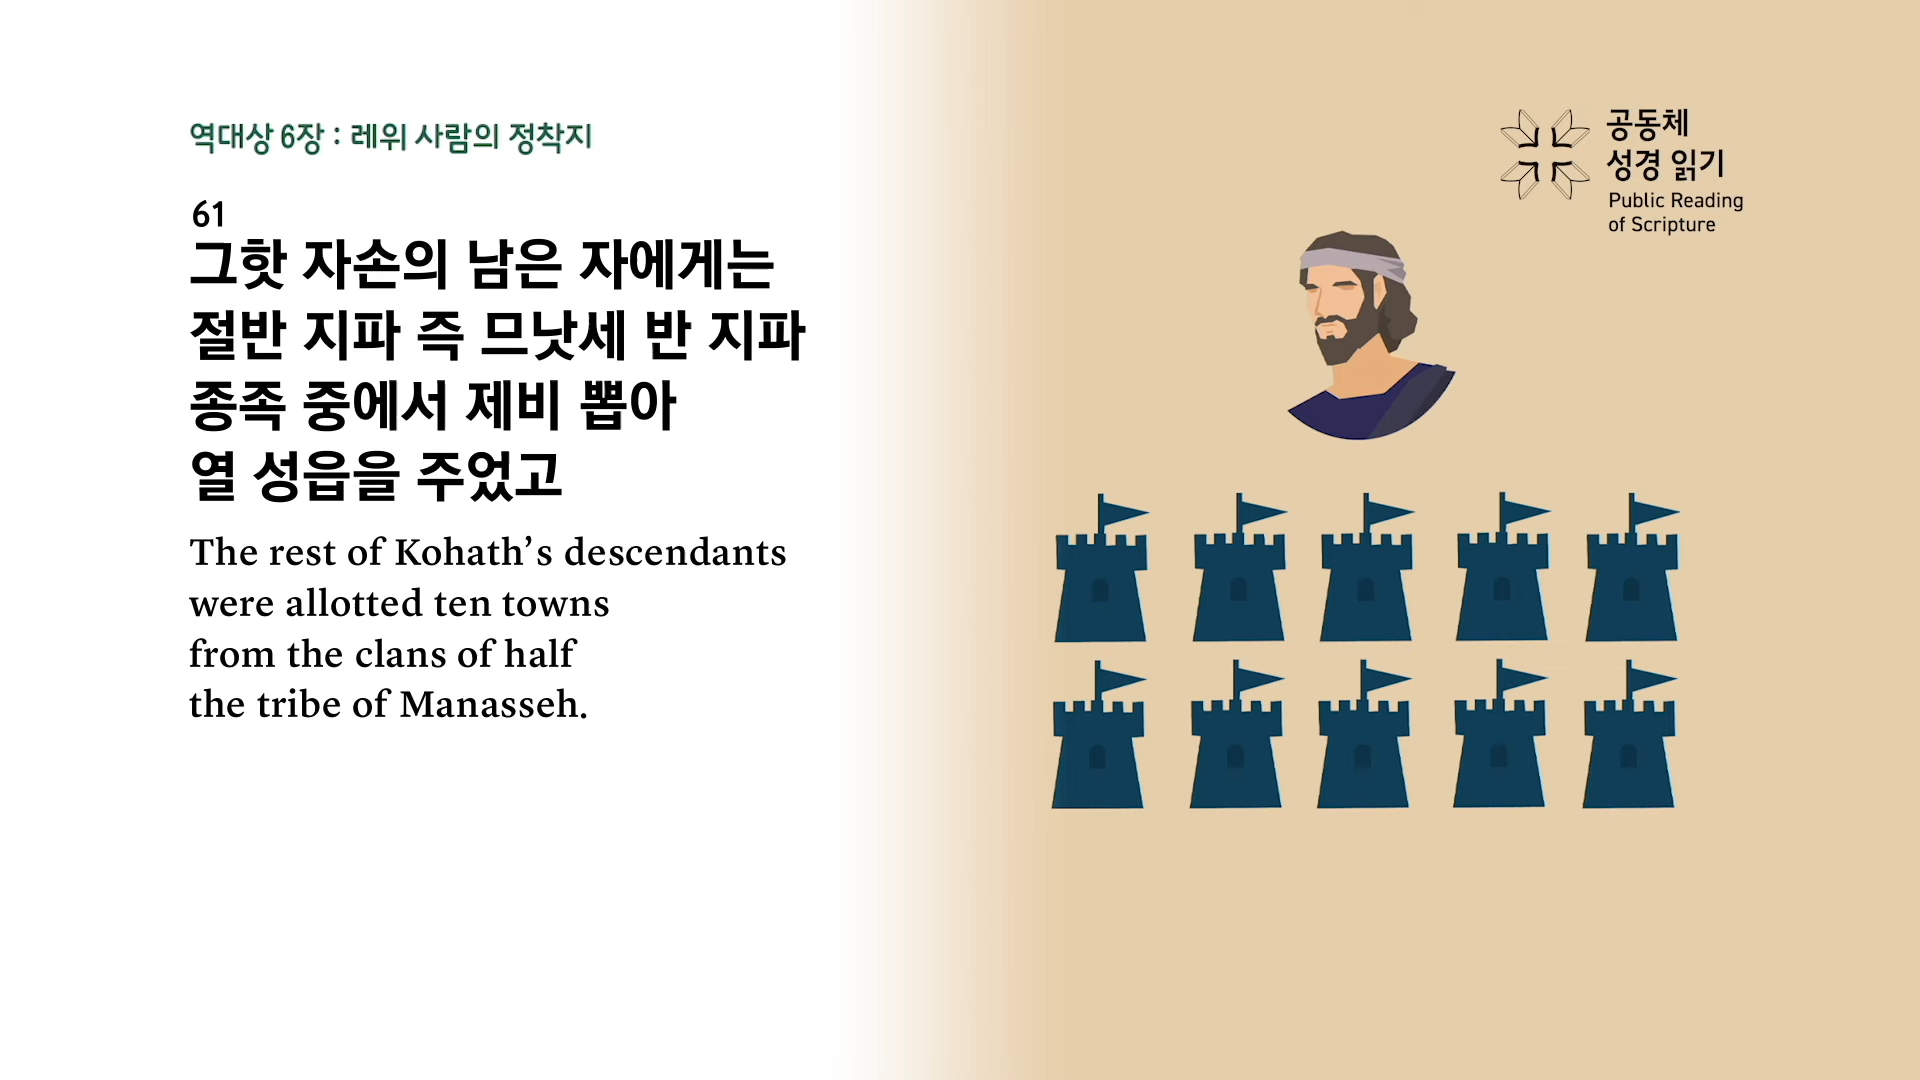 역대상 6장 : 레위 사람의 정착지
61
그핫 자손의 남은 자에게는
절반 지파 즉 므낫세 반 지파
종족 중에서 제비 뽑아
열 성읍을 주었고
The rest of Kohath’s descendants
were allotted ten towns
from the clans of half
the tribe of Manasseh.
공동체
성경 읽기
Public Reading
of Scripture